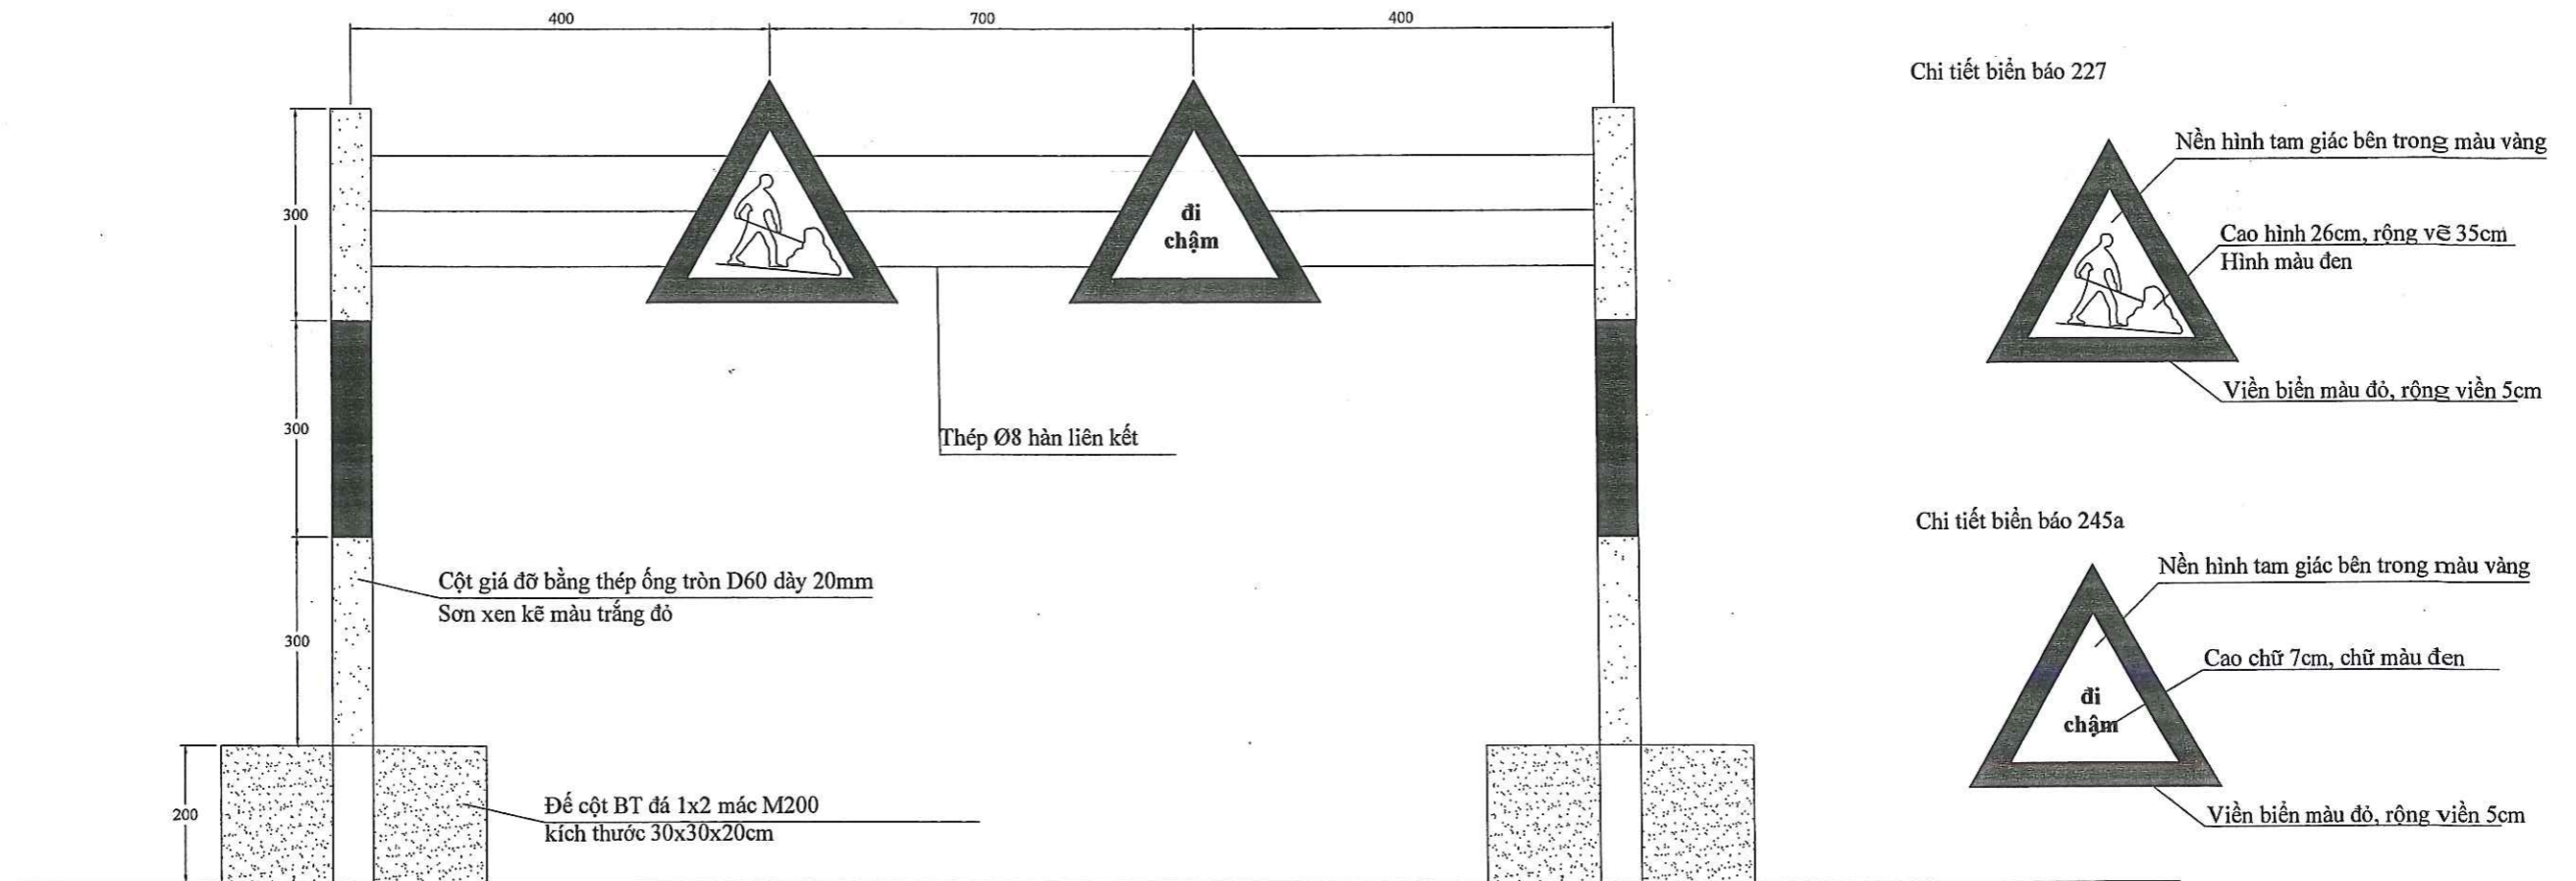 400
700
400
Chi tiết biển báo 227
Nền hình tam giác bên trong màu vàng
Cao hình 26cm, rộng vẽ 35cm
Hình màu đen
Viền biển màu đỏ, rộng viền 5cm
300
đi
chậm
300
Thép Ø8 hàn liên kết
Chi tiết biển báo 245a
Nền hình tam giác bên trong màu vàng
Cột giá đỡ bằng thép ống tròn D60 dày 20mm
Sơn xen kẽ màu trắng đỏ
300
Cao chữ 7cm, chữ màu đen
đi
chậm
Viền biển màu đỏ, rộng viền 5cm
200
Đế cột BT đá 1x2 mác M200
kích thước 30x30x20cm